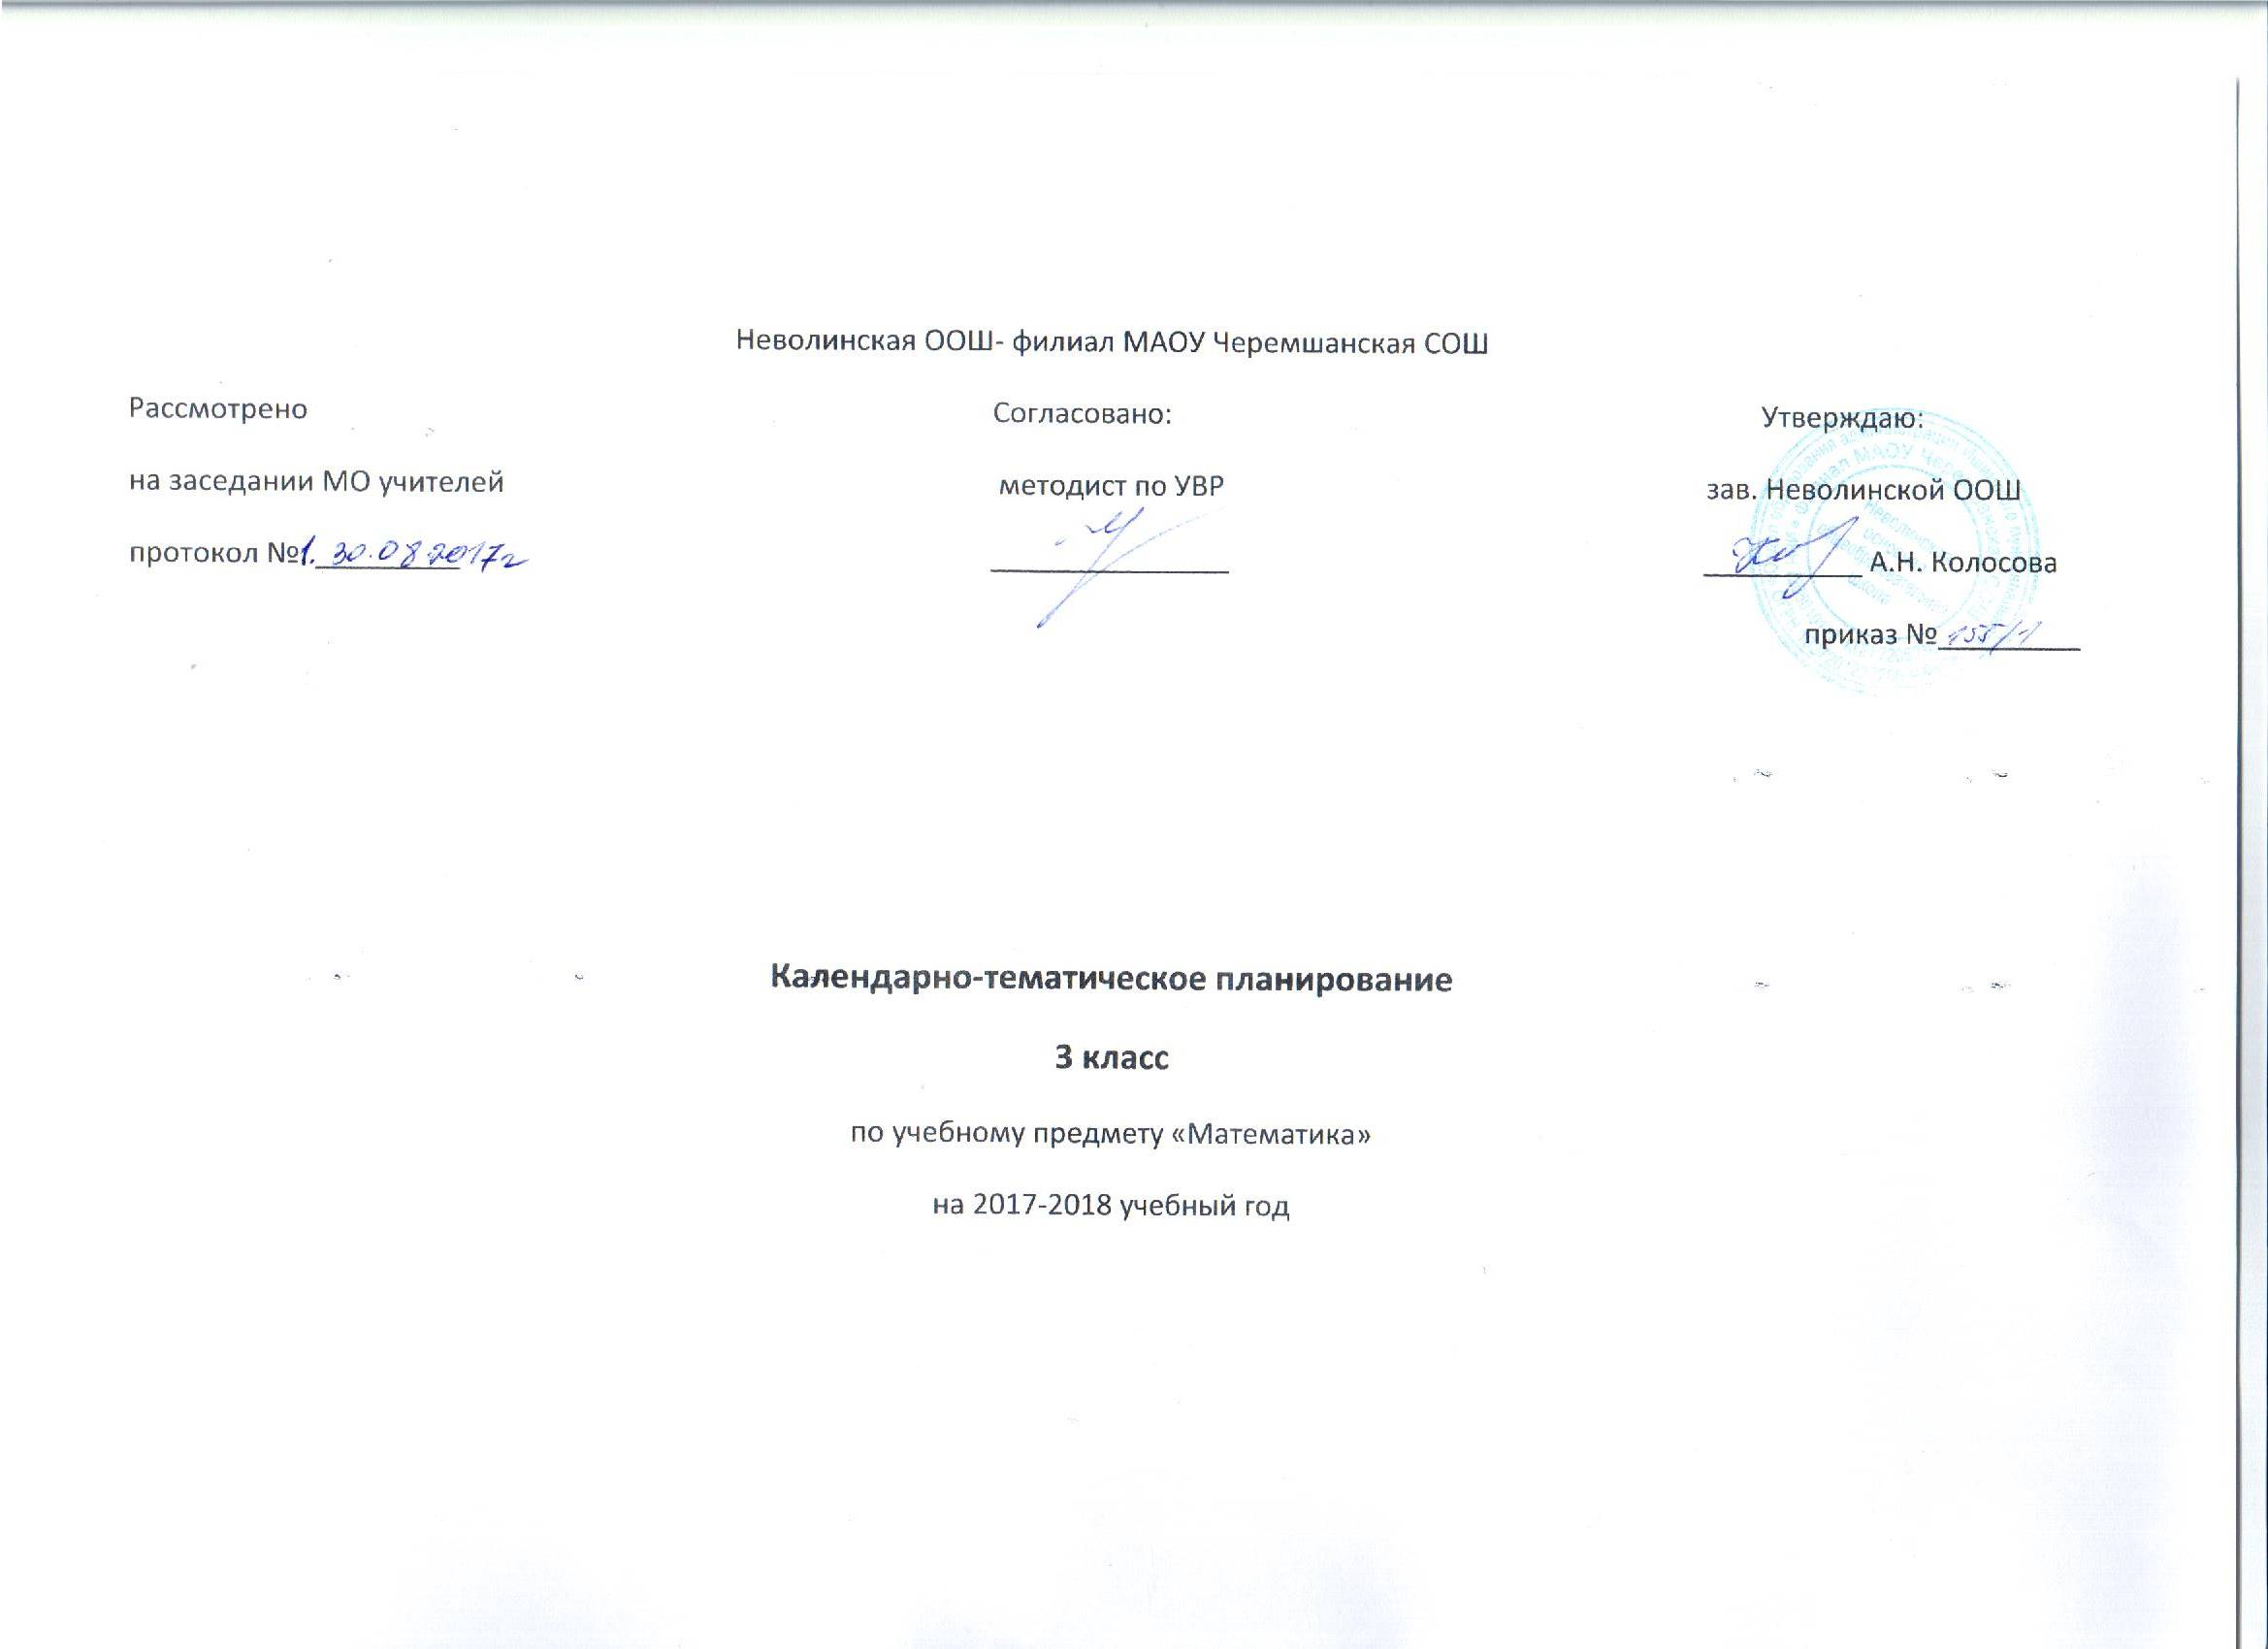 Неволинская ООШ- филиал МАОУ Черемшанская СОШ
Рассмотрено
Согласовано:
Утверждаю:
на заседании МО учителей
методист по УВР
зав. Неволинской ООШ
протокол №1. 30.08.2017г
А.Н. Колосова
приказ № 155/1
Календарно-тематическое планирование
3 класс
по учебному предмету «Математика»
на 2017-2018 учебный год